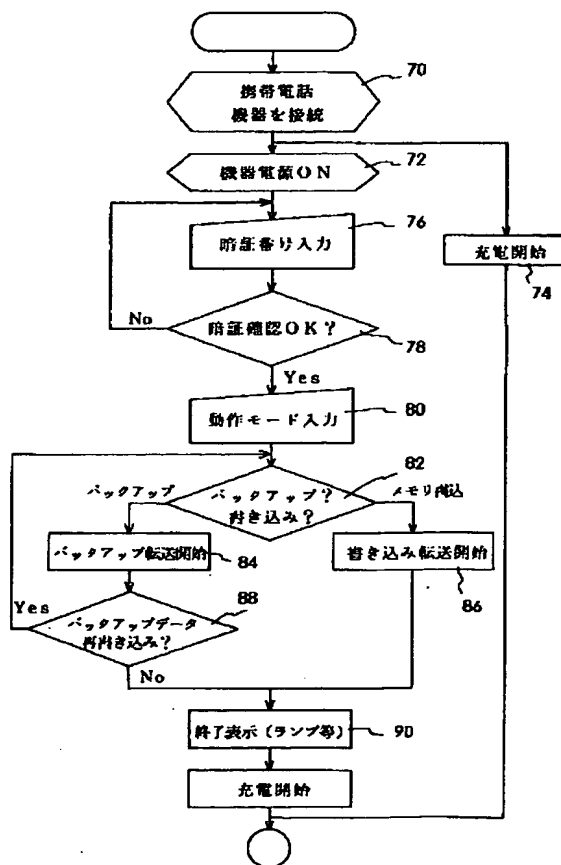 70
携帯電話
機器を接続
72
機器電源ON
76
暗証番号入力
充電開始
74
No
暗証確認OK?
78
Yes
80
動作モード入力
82
バックアップ
バックアップ?
書き込み?
メモリ書込
バックアップ転送開始
84
書き込み転送開始
86
88
Yes
バックアップデータ
再書き込み?
No
終了表示(ランプ等)
90
充電開始